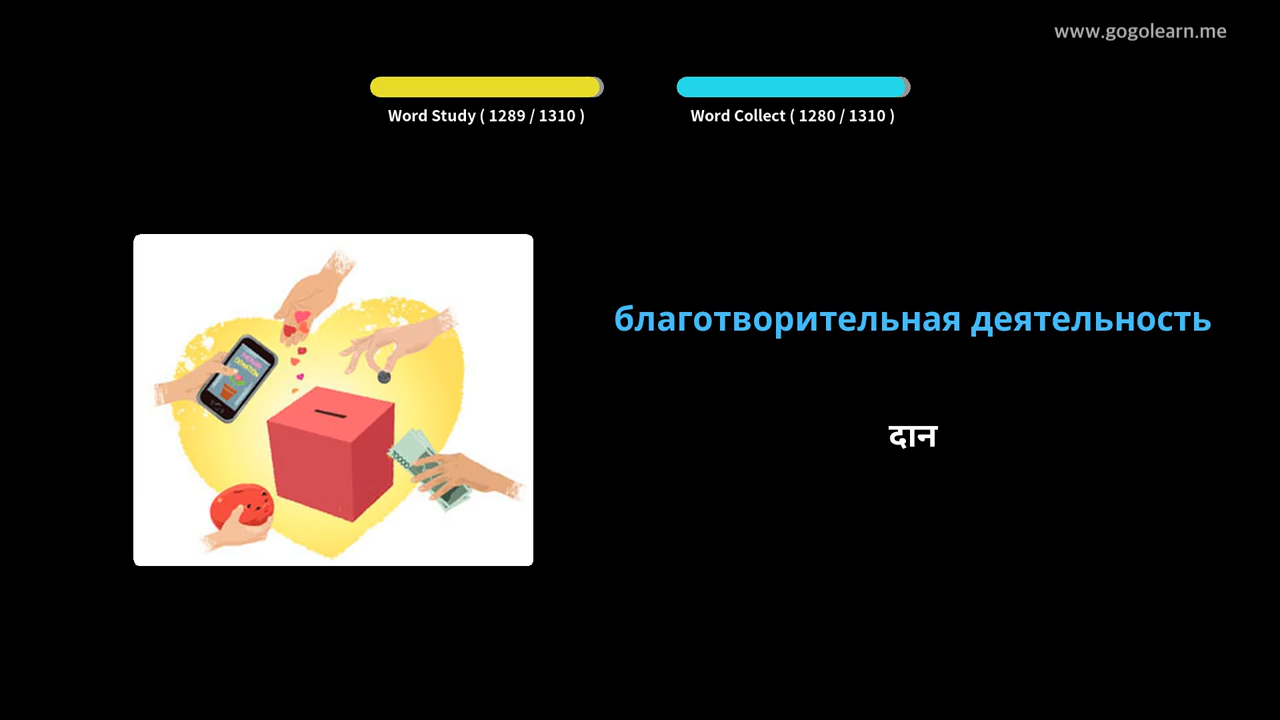 www.gogolearn.me
Word Study ( 1289 / 1310 )
Word Collect ( 1280 / 1310 )
благотворительная деятельность
दान